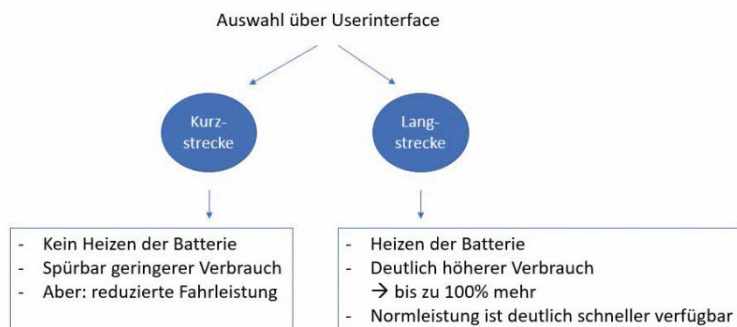 Auswahl über Userinterface
Kurz-
strecke
Lang-
strecke
- Kein Heizen der Batterie
- Spürbar geringerer Verbrauch
- Aber: reduzierte Fahrleistung
- Heizen der Batterie
- Deutlich höherer Verbrauch
→ bis zu 100% mehr
- Normleistung ist deutlich schneller verfügbar